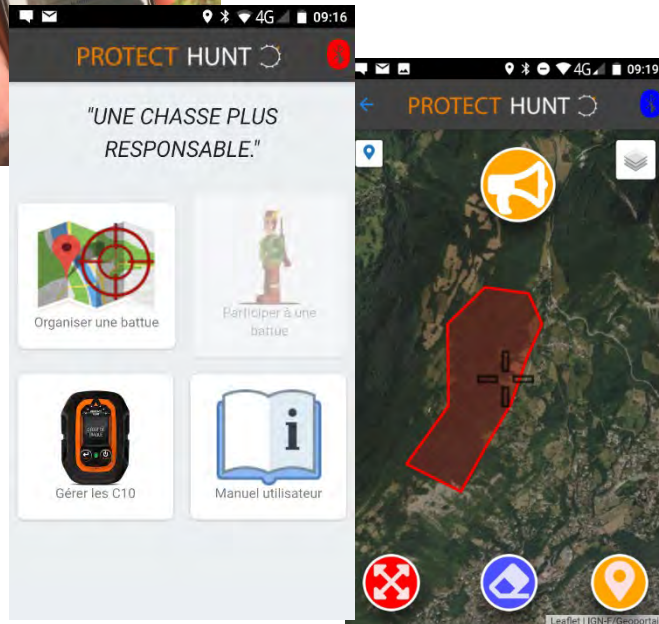 4G 09:16
PROTECT HUNT
"UNE CHASSE PLUS
RESPONSABLE."
Organiser une battue
Participer à une
battue
Gérer les C10
i
Manuel utilisateur
4G 09:19
PROTECT HUNT
Leaflet | IGN-F/Geoportail